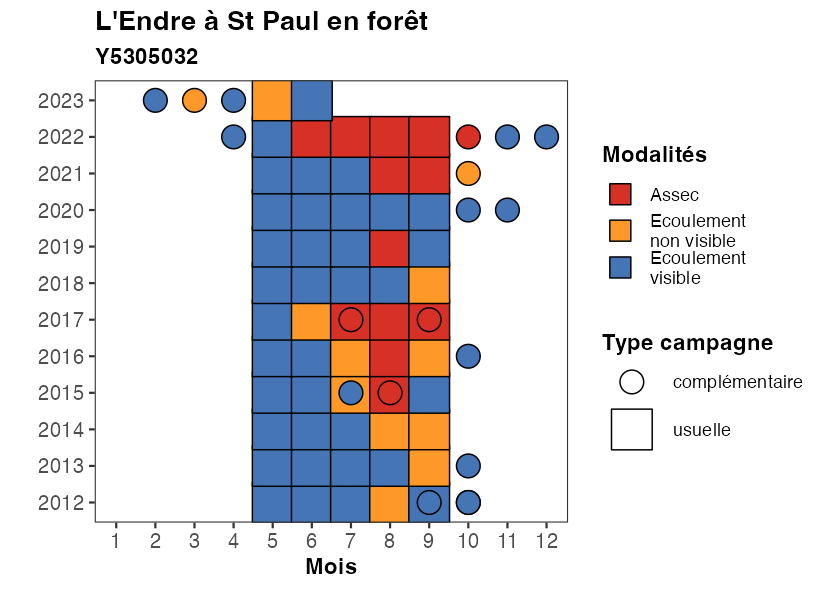 L'Endre à St Paul en forêt
Y5305032
2023
2022
2021
2020
2019
2018
2017
2016
2015
2014
2013
2012
1 2 3 4 5 6 7 8 9 10 11 12
Mois
Modalités
Assec
Ecoulement
non visible
Ecoulement
visible
Type campagne
complémentaire
usuelle